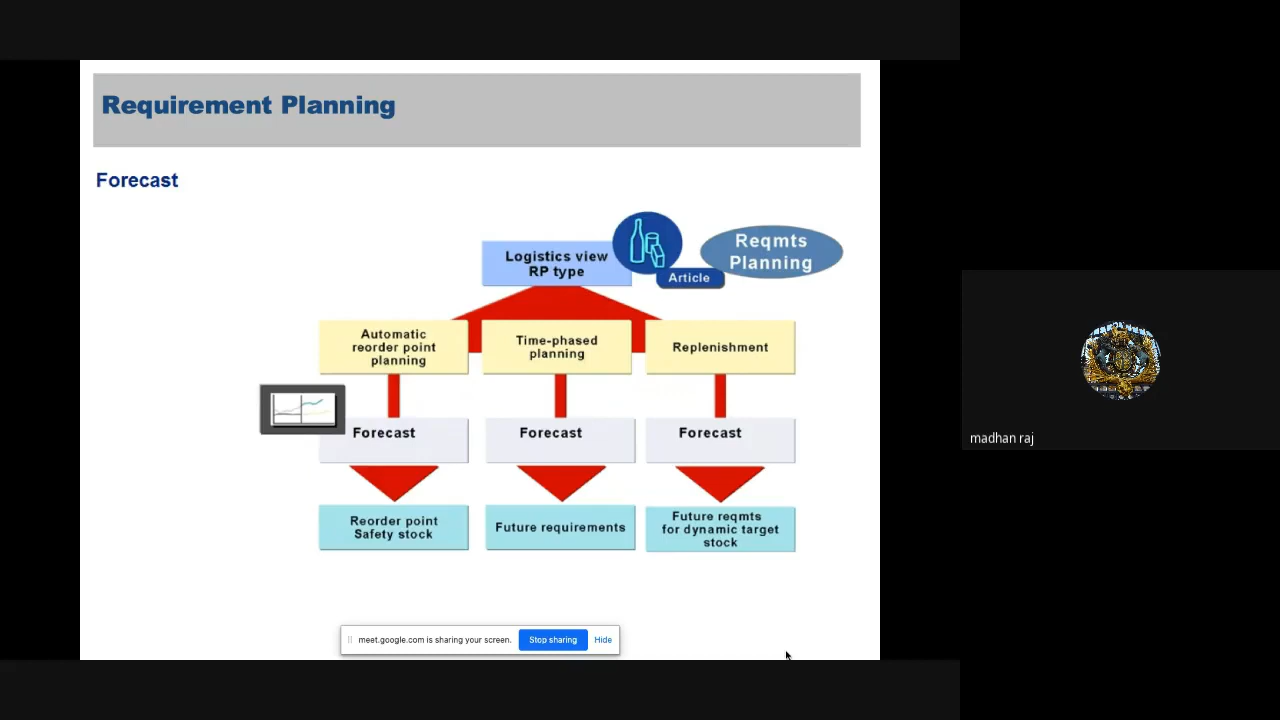 Requirement Planning
Forecast
Logistics view
RP type
Article
Reqmts
Planning
Automatic
reorder point
planning
Time-phased
planning
Replenishment
Forecast
Forecast
Forecast
Reorder point
Safety stock
Future requirements
Future reqmts
for dynamic target
stock
madhan raj
meet.google.com is sharing your screen.
Stop sharing
Hide